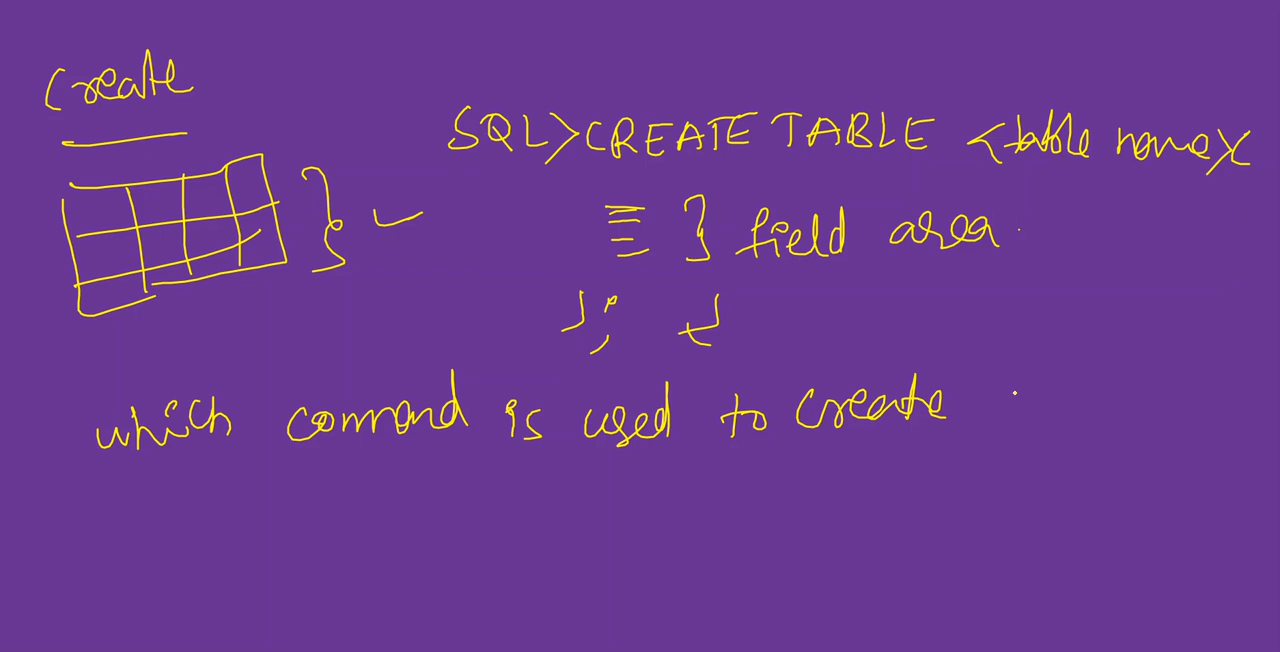 Create
SQL>CREATE TABLE <table name>(
} field area
);
which command is used to create